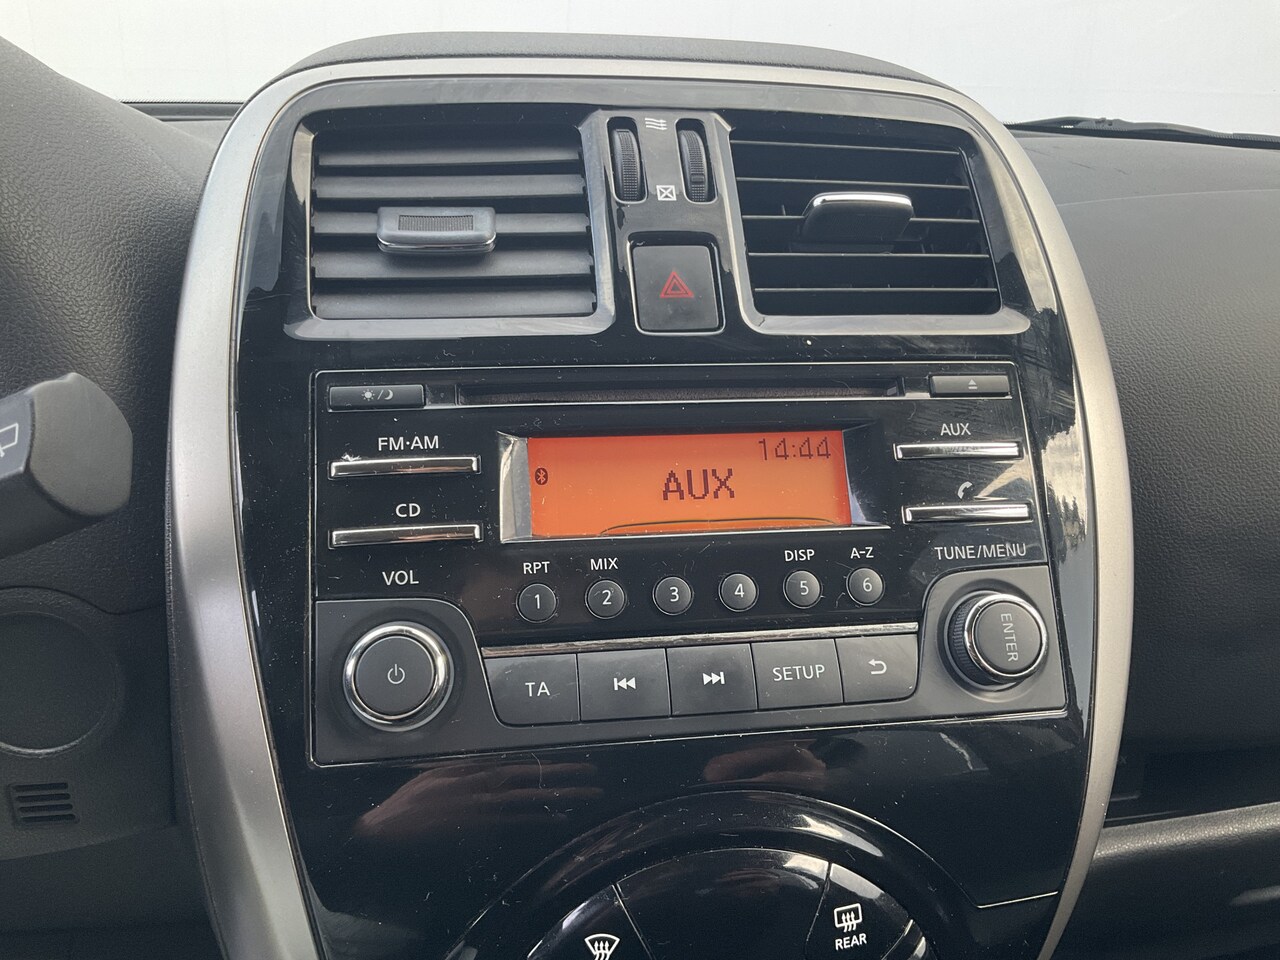 FM·AM
AUX
14:44
AUX
CD
VOL
RPT
MIX
DISP
A-Z
TUNE/MENU
1
2
3
4
5
6
ENTER
TA
SETUP
REAR